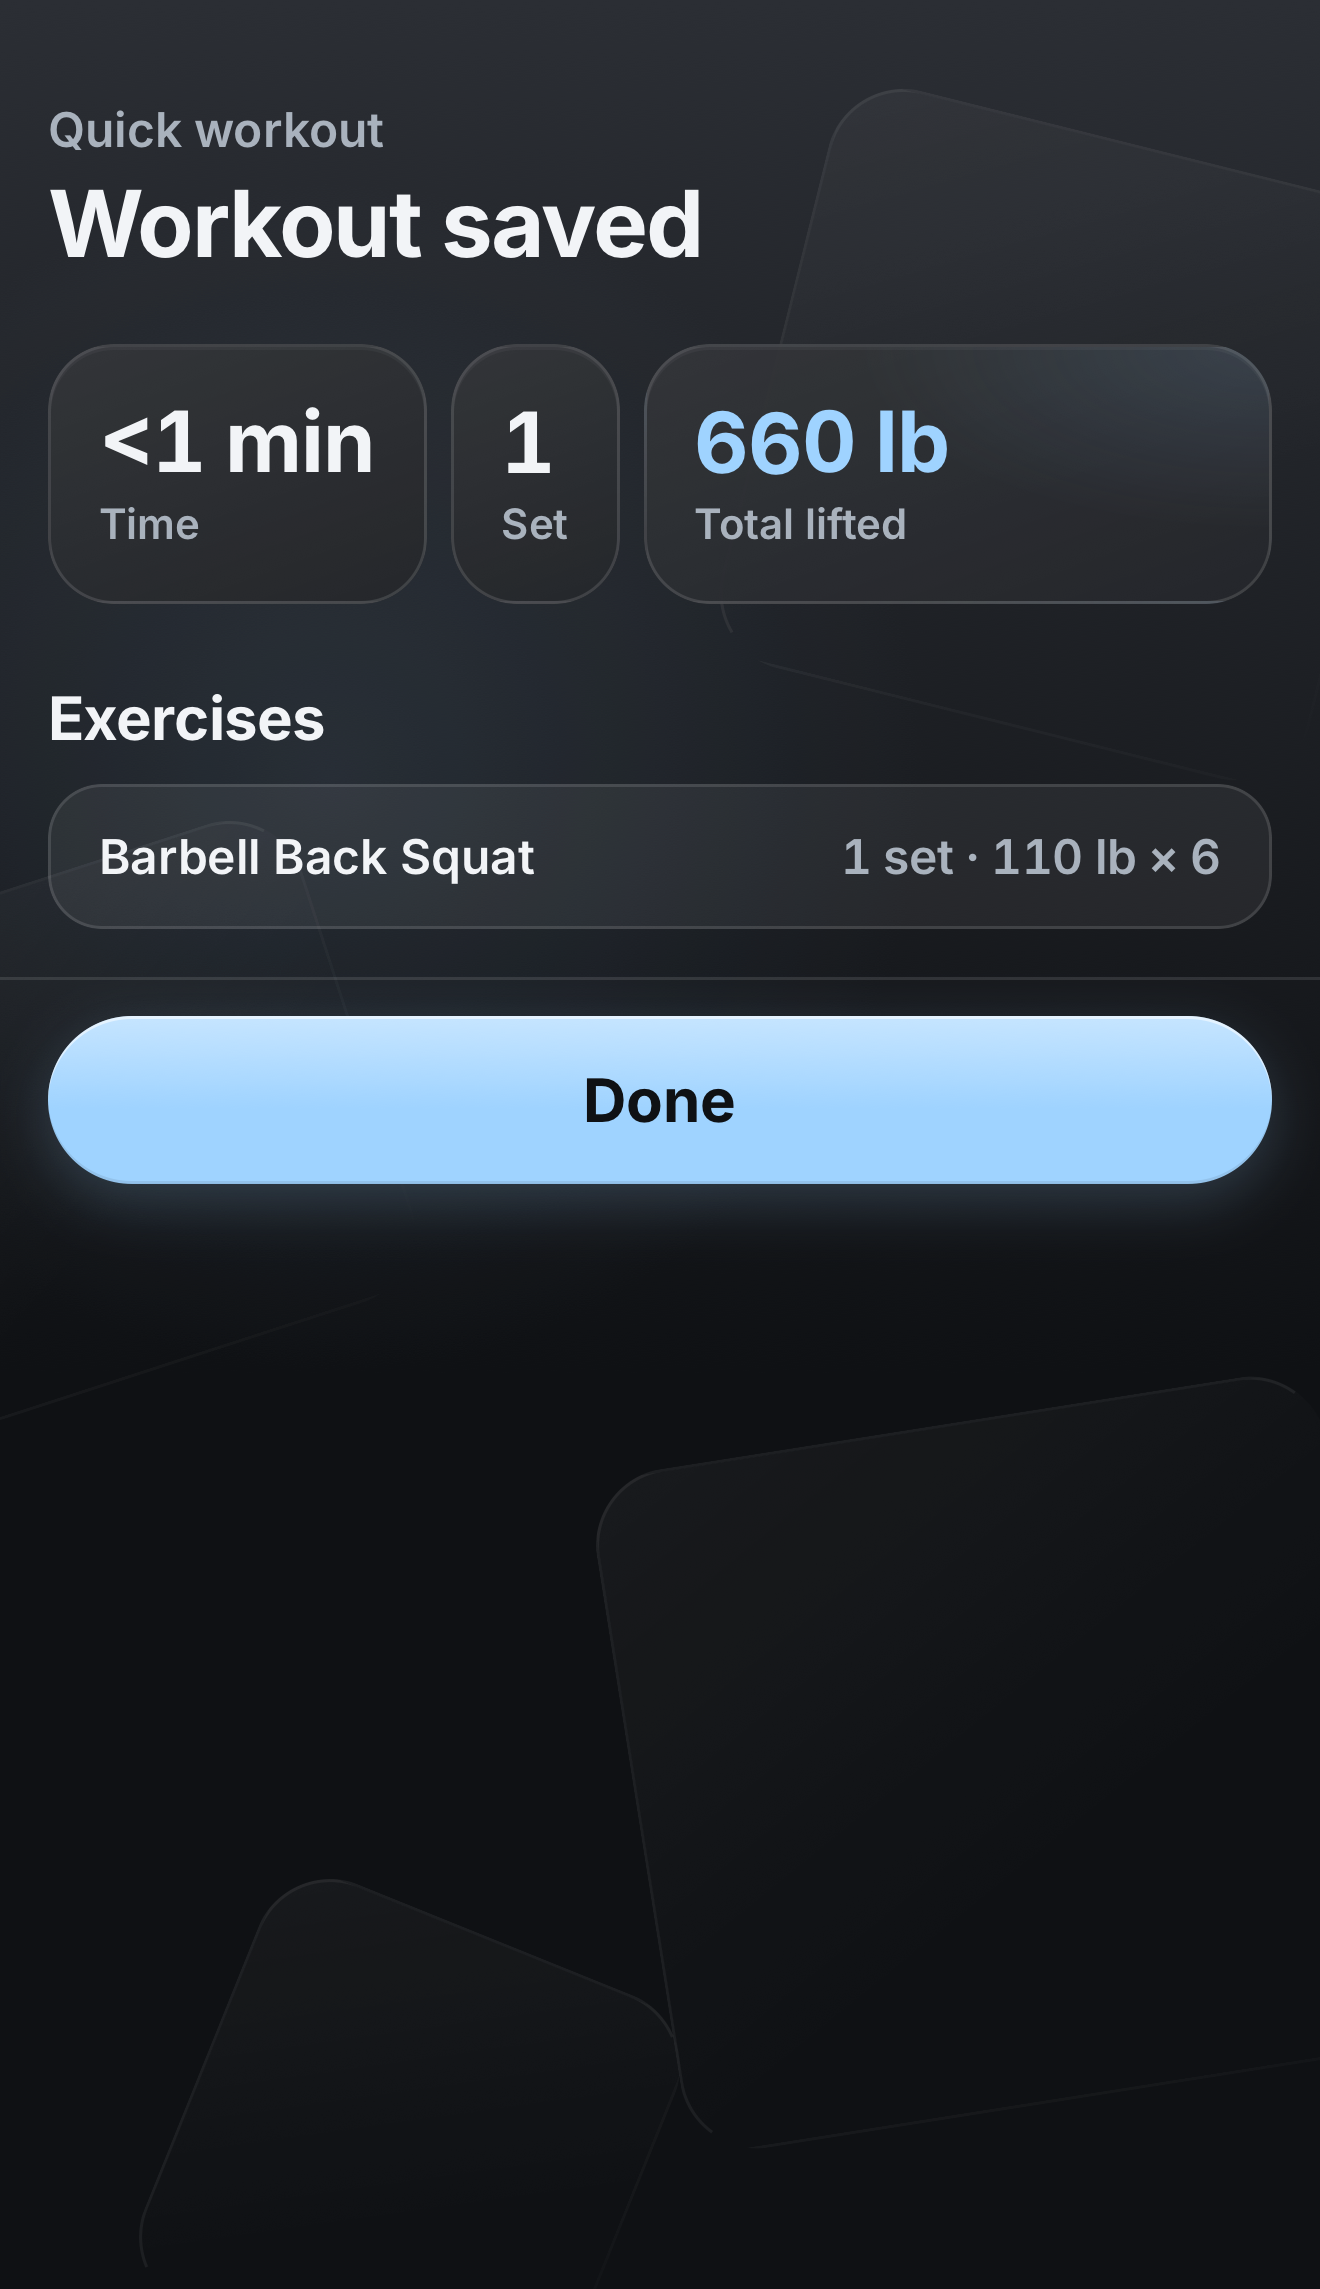 Quick workout
Workout saved
<1 min
Time
1
Set
660 lb
Total lifted
Exercises
Barbell Back Squat 1 set · 110 lb × 6
Done